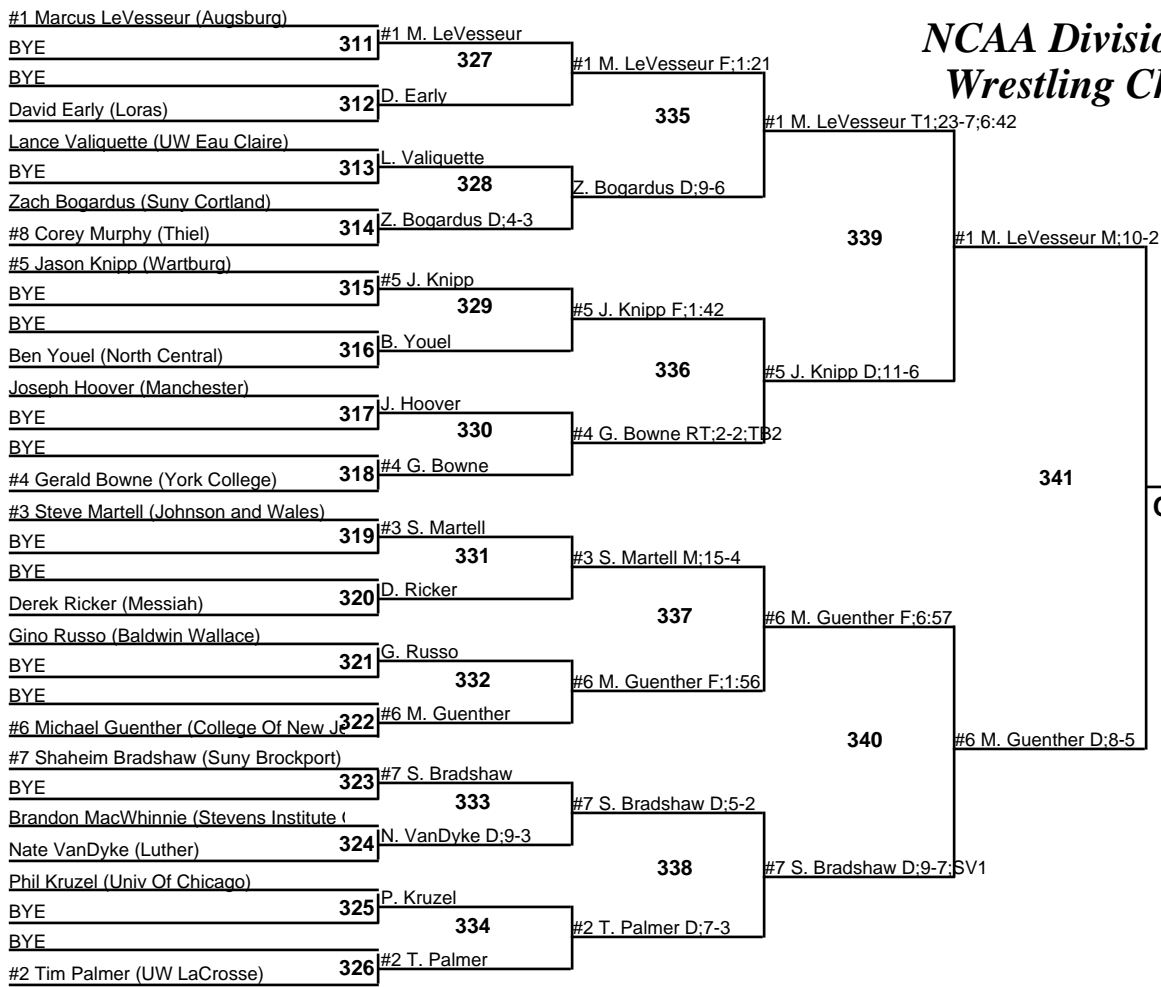 #1 Marcus LeVesseur (Augsburg)
BYE
311
BYE
David Early (Loras)
312
Lance Valiquette (UW Eau Claire)
BYE
313
Zach Bogardus (Suny Cortland)
#8 Corey Murphy (Thiel)
314
#5 Jason Knipp (Wartburg)
BYE
315
BYE
Ben Youel (North Central)
316
Joseph Hoover (Manchester)
BYE
317
BYE
#4 Gerald Bowne (York College)
318
#3 Steve Martell (Johnson and Wales)
BYE
319
BYE
Derek Ricker (Messiah)
320
Gino Russo (Baldwin Wallace)
BYE
321
BYE
#6 Michael Guenther (College Of New
322
#7 Shaheim Bradshaw (Suny Brockport)
BYE
323
Brandon MacWhinnie (Stevens Institute
Nate VanDyke (Luther)
324
Phil Kruzel (Univ Of Chicago)
BYE
325
BYE
#2 Tim Palmer (UW LaCrosse)
326
#1 M. LeVesseur
327
D. Early
L. Valiquette
328
Z. Bogardus D;4-3
#5 J. Knipp
329
B. Youel
J. Hoover
330
#4 G. Bowne
#3 S. Martell
331
D. Ricker
G. Russo
332
#6 M. Guenther
#7 S. Bradshaw
333
N. VanDyke D;9-3
P. Kruzel
334
#2 T. Palmer
#1 M. LeVesseur F;1:21
335
Z. Bogardus D;9-6
#5 J. Knipp F;1:42
336
#4 G. Bowne RT;2-2;TB2
#3 S. Martell M;15-4
337
#6 M. Guenther F;1:56
#7 S. Bradshaw D;5-2
338
#2 T. Palmer D;7-3
#1 M. LeVesseur T1;23-7;6:42
339
#5 J. Knipp D;11-6
#6 M. Guenther F;6:57
340
#7 S. Bradshaw D;9-7;SV1
#1 M. LeVesseur M;10-2
341
#6 M. Guenther D;8-5
NCAA Divisio
Wrestling C